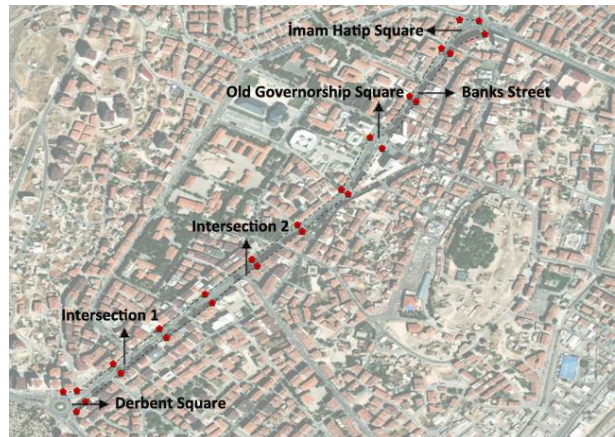 İmam Hatip Square
Old Governorship Square
Banks Street
Intersection 2
Intersection 1
Derbent Square